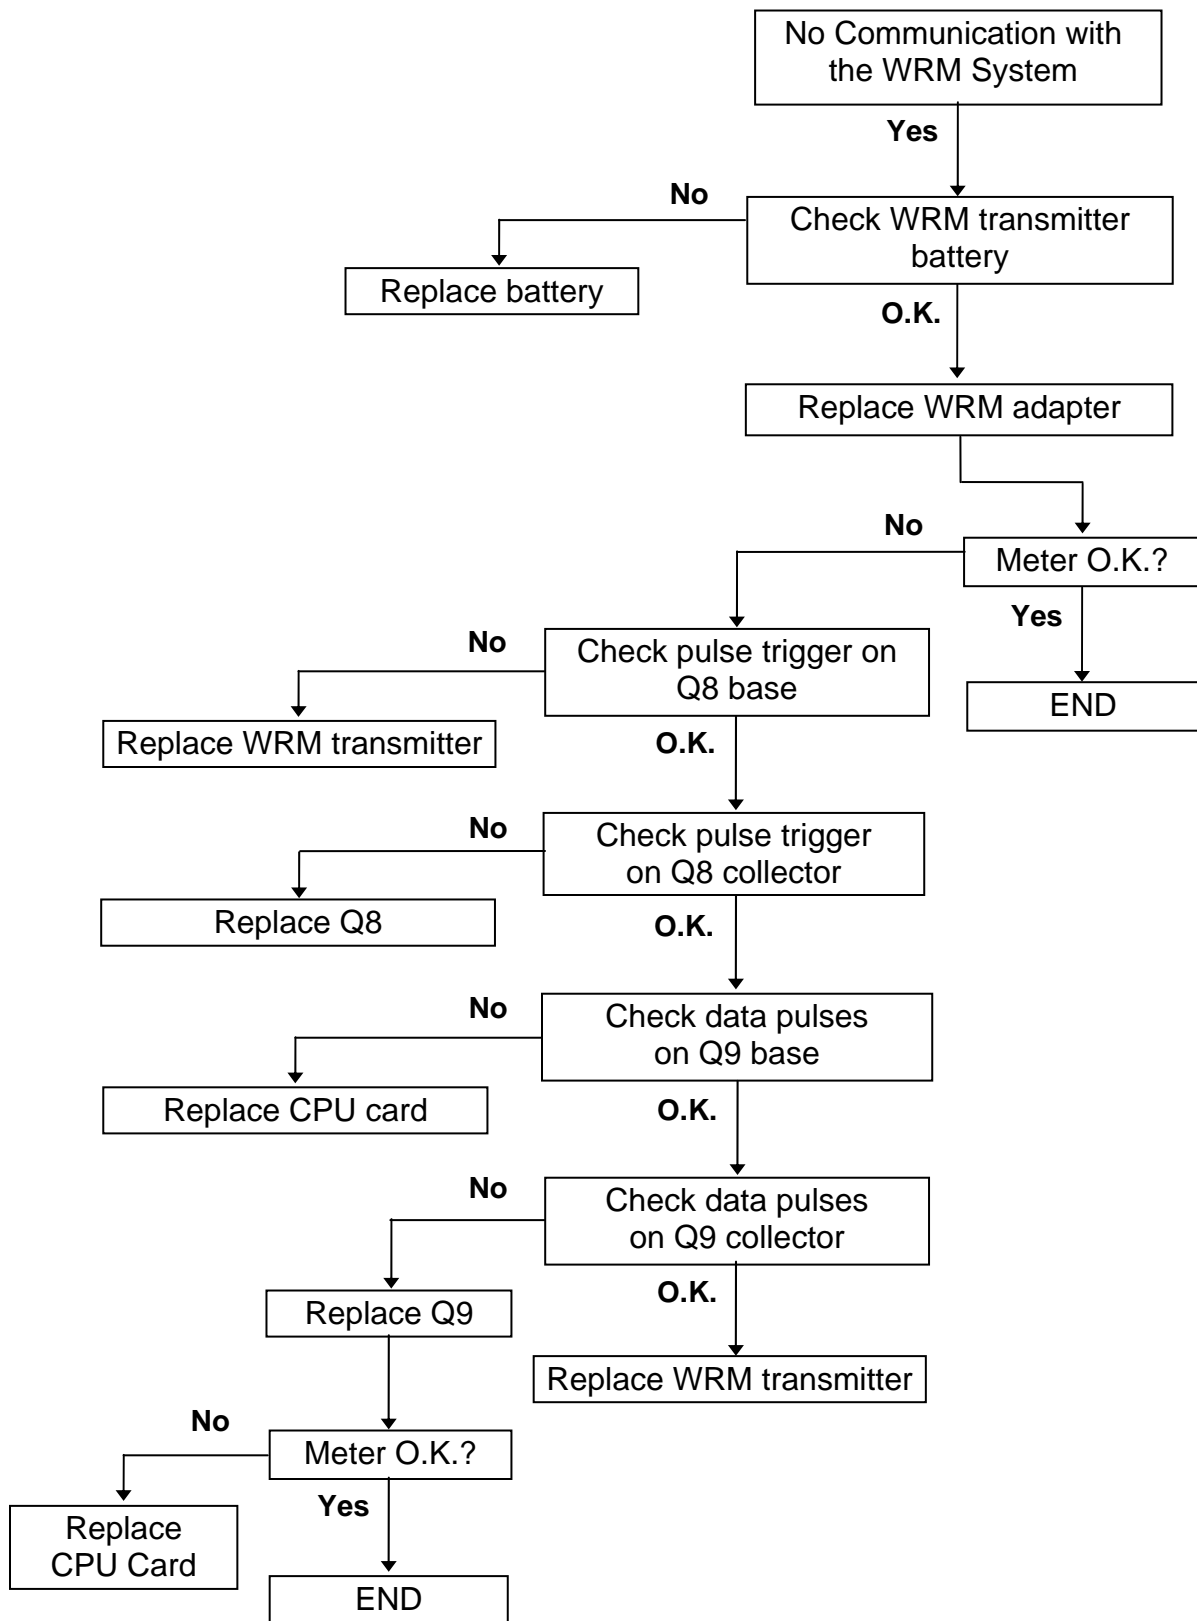 No Communication with
the WRM System
Yes
No
Check WRM transmitter
battery
Replace battery
O.K.
Replace WRM adapter
No
Meter O.K.?
Yes
END
No
Check pulse trigger on
Q8 base
Replace WRM transmitter
O.K.
No
Check pulse trigger
on Q8 collector
Replace Q8
O.K.
No
Check data pulses
on Q9 base
Replace CPU card
O.K.
No
Check data pulses
on Q9 collector
O.K.
Replace Q9
Replace WRM transmitter
No
Meter O.K.?
Yes
Replace
CPU Card
END